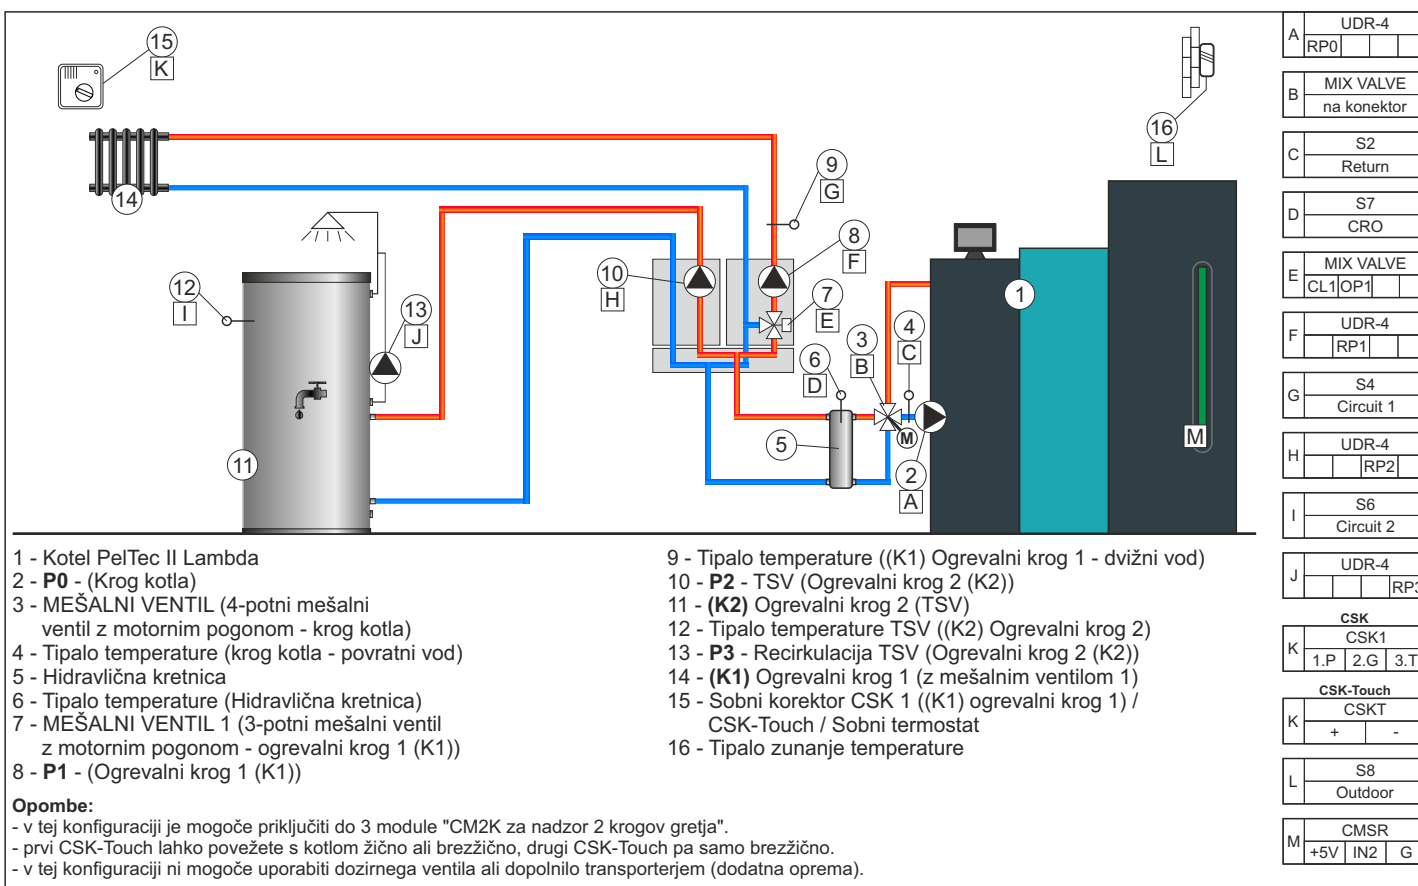 15
K
14
16
L
9
G
8
F
10
H
7
E
12
I
13
J
3
B
4
C
6
D
M
5
2
A
1
M
11
1 - Kotel PelTec II Lambda
2 - P0 - (Krog kotla)
3 - MEŠALNI VENTIL (4-potni mešalni
ventil z motornim pogonom - krog kotla)
4 - Tipalo temperature (krog kotla - povratni vod)
5 - Hidravlična kretnica
6 - Tipalo temperature (Hidravlična kretnica)
7 - MEŠALNI VENTIL 1 (3-potni mešalni ventil
z motornim pogonom - ogrevalni krog 1 (K1))
8 - P1 - (Ogrevalni krog 1 (K1))
9 - Tipalo temperature ((K1) Ogrevalni krog 1 - dvižni vod)
10 - P2 - TSV (Ogrevalni krog 2 (K2))
11 - (K2) Ogrevalni krog 2 (TSV)
12 - Tipalo temperature TSV ((K2) Ogrevalni krog 2)
13 - P3 - Recirkulacija TSV (Ogrevalni krog 2 (K2))
14 - (K1) Ogrevalni krog 1 (z mešalnim ventilom 1)
15 - Sobni korektor CSK 1 ((K1) ogrevalni krog 1) /
CSK-Touch / Sobni termostat
16 - Tipalo zunanje temperature
Opombe:
- v tej konfiguraciji je mogoče priključiti do 3 module "CM2K za nadzor 2 krogov gretja".
- prvi CSK-Touch lahko povežete s kotlom žično ali brezžično, drugi CSK-Touch pa samo brezžično.
- v tej konfiguraciji ni mogoče uporabiti dozirnega ventila ali dopolnilo transporterjem (dodatna oprema).
A UDR-4
RP0
B MIX VALVE
na konektor
C S2
Return
D S7
CRO
E MIX VALVE
CL1 OP1
F UDR-4
RP1
G S4
Circuit 1
H UDR-4
RP2
I S6
Circuit 2
J UDR-4
RP3
CSK
K CSK1
1.P 2.G 3.T
CSK-Touch
K CSKT
+ -
L S8
Outdoor
M CMSR
+5V IN2 G